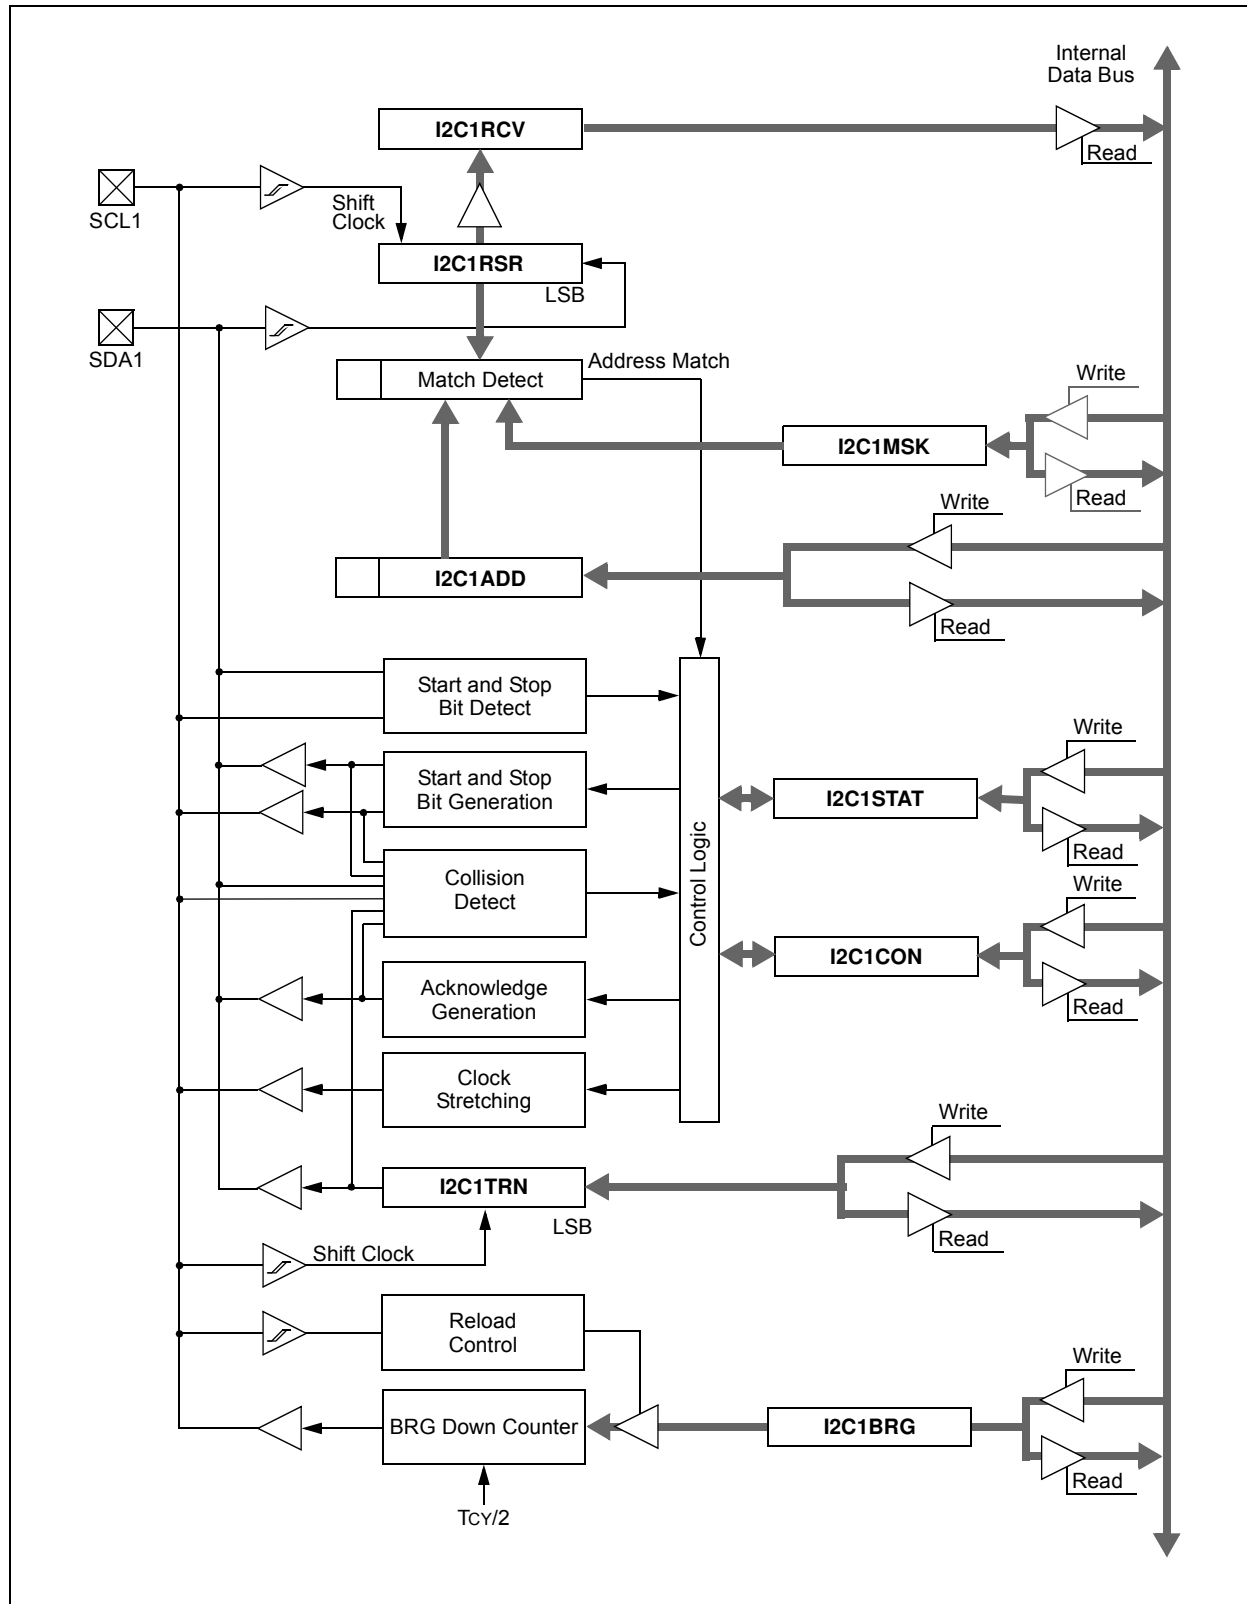 Internal
Data Bus
I2C1RCV
Read
SCL1
Shift
Clock
I2C1RSR
LSB
SDA1
Address Match
Match Detect
Write
I2C1MSK
Read
Write
I2C1ADD
Read
Start and Stop
Bit Detect
Write
Start and Stop
Bit Generation
I2C1STAT
Read
Control Logic
Collision
Detect
Write
I2C1CON
Read
Acknowledge
Generation
Clock
Stretching
Write
I2C1TRN
LSB
Read
Shift Clock
Reload
Control
Write
BRG Down Counter
I2C1BRG
Read
TCY/2